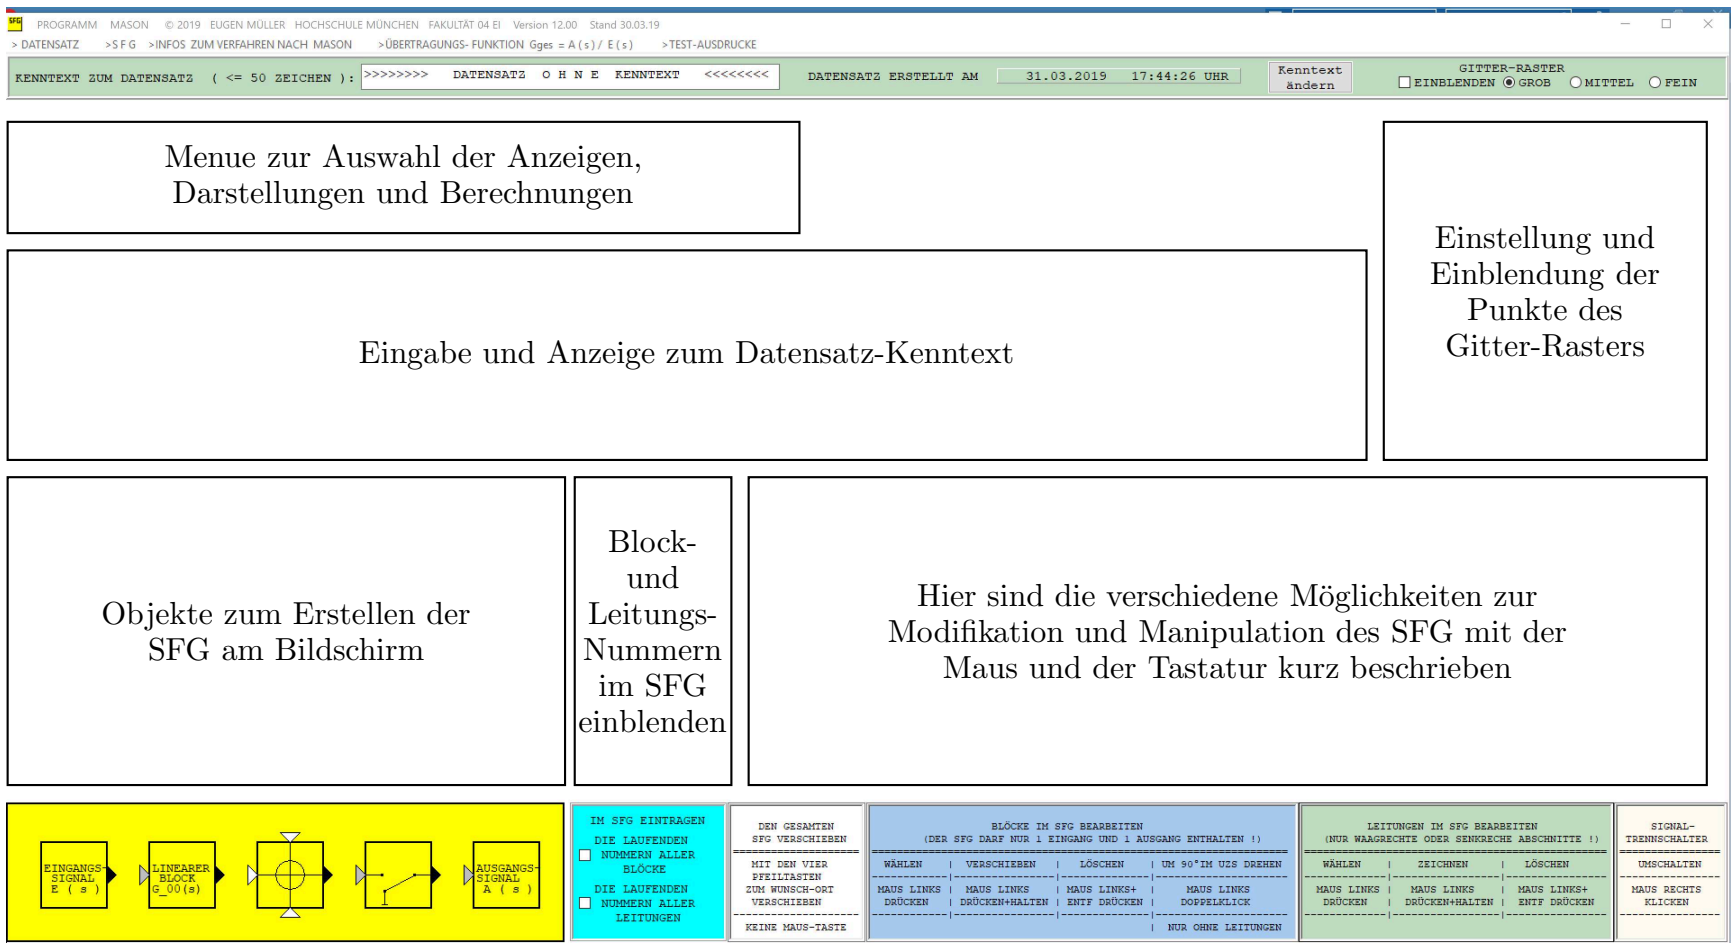 SFG PROGRAMM MASON © 2019 EUGEN MÜLLER HOCHSCHULE MÜNCHEN FAKULTÄT 04 EI Version 12.00 Stand 30.03.19
> DATENSATZ >S F G >INFOS ZUM VERFAHREN NACH MASON >ÜBERTRAGUNGS- FUNKTION Gges = A ( s ) / E ( s ) >TEST-AUSDRUCKE
KENNTEXT ZUM DATENSATZ ( <= 50 ZEICHEN ): >>>>>>>> DATENSATZ O H N E KENNTEXT <<<<<<<< DATENSATZ ERSTELLT AM 31.03.2019 17:44:26 UHR
Kenntext
ändern
GITTER-RASTER
EINBLENDEN GROB MITTEL FEIN
Menue zur Auswahl der Anzeigen,
Darstellungen und Berechnungen
Einstellung und
Einblendung der
Punkte des
Gitter-Rasters
Eingabe und Anzeige zum Datensatz-Kenntext
Objekte zum Erstellen der
SFG am Bildschirm
Block-
und
Leitungs-
Nummern
im SFG
einblenden
Hier sind die verschiedene Möglichkeiten zur
Modifikation und Manipulation des SFG mit der
Maus und der Tastatur kurz beschrieben
EINGANGS-
SIGNAL
E ( s )
LINEARER
BLOCK
G_00(s)
AUSGANGS-
SIGNAL
A ( s )
IM SFG EINTRAGEN
DIE LAUFENDEN
NUMMERN ALLER
BLÖCKE
DIE LAUFENDEN
NUMMERN ALLER
LEITUNGEN
DEN GESAMTEN
SFG VERSCHIEBEN
MIT DEN VIER
PFEILTASTEN
ZUM WUNSCH-ORT
VERSCHIEBEN
KEINE MAUS-TASTE
BLÖCKE IM SFG BEARBEITEN
(DER SFG DARF NUR 1 EINGANG UND 1 AUSGANG ENTHALTEN !)
WÄHLEN | VERSCHIEBEN | LÖSCHEN | UM 90°IM UZS DREHEN
MAUS LINKS | MAUS LINKS | MAUS LINKS+ | MAUS LINKS
DRÜCKEN | DRÜCKEN+HALTEN | ENTF DRÜCKEN | DOPPELKLICK
| NUR OHNE LEITUNGEN
LEITUNGEN IM SFG BEARBEITEN
(NUR WAAGRECHTE ODER SENKRECHE ABSCHNITTE !)
WÄHLEN | ZEICHNEN | LÖSCHEN
MAUS LINKS | MAUS LINKS | MAUS LINKS+
DRÜCKEN | DRÜCKEN+HALTEN | ENTF DRÜCKEN
SIGNAL-
TRENNSCHALTER
UMSCHALTEN
MAUS RECHTS
KLICKEN